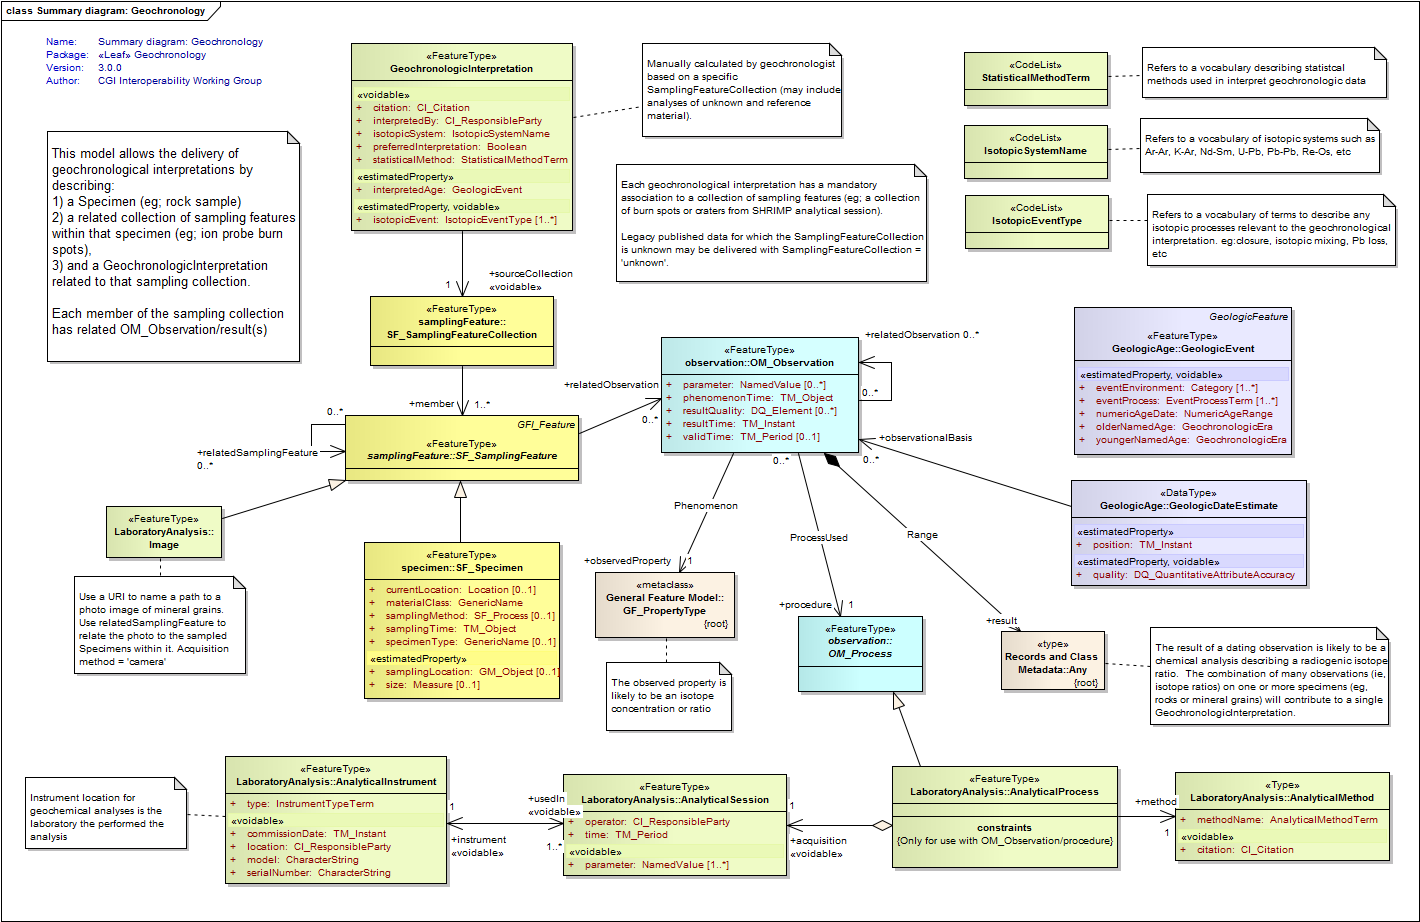 class Summary diagram: Geochronology
Name: Summary diagram: Geochronology
Package: «Leaf» Geochronology
Version: 3.0.0
Author: CGI Interoperability Working Group
This model allows the delivery of
geochronological interpretations by
describing:
1) a Specimen (eg; rock sample)
2) a related collection of sampling features
within that specimen (eg; ion probe burn
spots),
3) and a GeochronologicInterpretation
related to that sampling collection.
Each member of the sampling collection
has related OM_Observation/result(s)
«FeatureType»
GeochronologicInterpretation
«voidable»
+ citation: CI_Citation
+ interpretedBy: CI_ResponsibleParty
+ isotopicSystem: IsotopicSystemName
+ preferredInterpretation: Boolean
+ statisticalMethod: StatisticalMethodTerm
«estimatedProperty»
+ interpretedAge: GeologicEvent
«estimatedProperty, voidable»
+ isotopicEvent: IsotopicEventType [1..*]
Manually calculated by geochronologist
based on a specific
SamplingFeatureCollection (may include
analyses of unknown and reference
material).
Each geochronological interpretation has a mandatory
association to a collection of sampling features (eg; a collection
of burn spots or craters from SHRIMP analytical session).
Legacy published data for which the SamplingFeatureCollection
is unknown may be delivered with SamplingFeatureCollection =
'unknown'.
«CodeList»
StatisticalMethodTerm
Refers to a vocabulary describing statistcal
methods used in interpret geochronologic data
«CodeList»
IsotopicSystemName
Refers to a vocabulary of isotopic systems such as
Ar-Ar, K-Ar, Nd-Sm, U-Pb, Pb-Pb, Re-Os, etc
«CodeList»
IsotopicEventType
Refers to a vocabulary of terms to describe any
isotopic processes relevant to the geochronological
interpretation. eg:closure, isotopic mixing, Pb loss,
etc
+sourceCollection
1 «voidable»
«FeatureType»
samplingFeature::
SF_SamplingFeatureCollection
+member 1..*
0..*
+relatedSamplingFeature
0..*
GFI_Feature
«FeatureType»
samplingFeature::SF_SamplingFeature
+relatedObservation
0..*
«FeatureType»
observation::OM_Observation
+ parameter: NamedValue [0..*]
+ phenomenonTime: TM_Object
+ resultQuality: DQ_Element [0..*]
+ resultTime: TM_Instant
+ validTime: TM_Period [0..1]
+relatedObservation 0..*
0..*
+observationalBasis
0..*
0..*
GeologicFeature
«FeatureType»
GeologicAge::GeologicEvent
«estimatedProperty, voidable»
+ eventEnvironment: Category [1..*]
+ eventProcess: EventProcessTerm [1..*]
+ numericAgeDate: NumericAgeRange
+ olderNamedAge: GeochronologicEra
+ youngerNamedAge: GeochronologicEra
«DataType»
GeologicAge::GeologicDateEstimate
«estimatedProperty»
+ position: TM_Instant
«estimatedProperty, voidable»
+ quality: DQ_QuantitativeAttributeAccuracy
«FeatureType»
LaboratoryAnalysis::
Image
Use a URI to name a path to a
photo image of mineral grains.
Use relatedSamplingFeature to
relate the photo to the sampled
Specimens within it. Acquisition
method = 'camera'
«FeatureType»
specimen::SF_Specimen
+ currentLocation: Location [0..1]
+ materialClass: GenericName
+ samplingMethod: SF_Process [0..1]
+ samplingTime: TM_Object
+ specimenType: GenericName [0..1]
«estimatedProperty»
+ samplingLocation: GM_Object [0..1]
+ size: Measure [0..1]
Phenomenon
+observedProperty 1
«metaclass»
General Feature Model::
GF_PropertyType
{root}
The observed property is
likely to be an isotope
concentration or ratio
ProcessUsed
+procedure 1
«FeatureType»
observation::
OM_Process
Range
+result
«type»
Records and Class
Metadata::Any
{root}
The result of a dating observation is likely to be a
chemical analysis describing a radiogenic isotope
ratio. The combination of many observations (ie,
isotope ratios) on one or more specimens (eg,
rocks or mineral grains) will contribute to a single
GeochronologicInterpretation.
Instrument location for
geochemical analyses is the
laboratory the performed the
analysis
«FeatureType»
LaboratoryAnalysis::AnalyticalInstrument
+ type: InstrumentTypeTerm
«voidable»
+ commissionDate: TM_Instant
+ location: CI_ResponsibleParty
+ model: CharacterString
+ serialNumber: CharacterString
1
+instrument
«voidable»
+usedIn
«voidable»
1..*
«FeatureType»
LaboratoryAnalysis::AnalyticalSession
+ operator: CI_ResponsibleParty
+ time: TM_Period
«voidable»
+ parameter: NamedValue [1..*]
1
+acquisition
«voidable»
«FeatureType»
LaboratoryAnalysis::AnalyticalProcess
constraints
{Only for use with OM_Observation/procedure}
+method
1
«Type»
LaboratoryAnalysis::AnalyticalMethod
+ methodName: AnalyticalMethodTerm
«voidable»
+ citation: CI_Citation